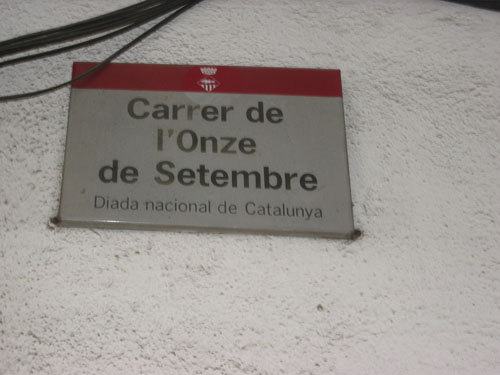 Carrer de
l'Onze
de Setembre
Diada nacional de Catalunya